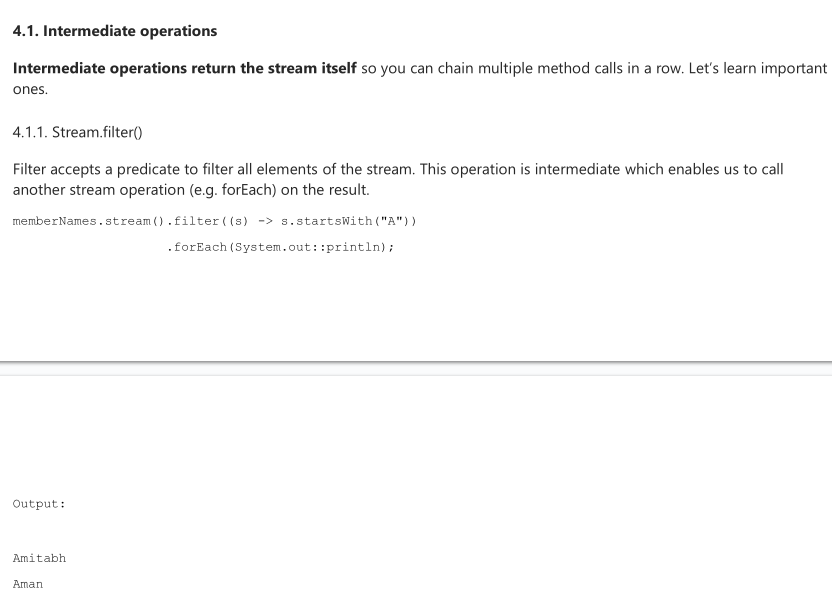 4.1. Intermediate operations
Intermediate operations return the stream itself so you can chain multiple method calls in a row. Let's learn important
ones.
4.1.1. Stream.filter()
Filter accepts a predicate to filter all elements of the stream. This operation is intermediate which enables us to call
another stream operation (e.g. forEach) on the result.
memberNames.stream().filter((s) -> s.startsWith("A"))
.forEach(System.out::println);
Output:
Amitabh
Aman